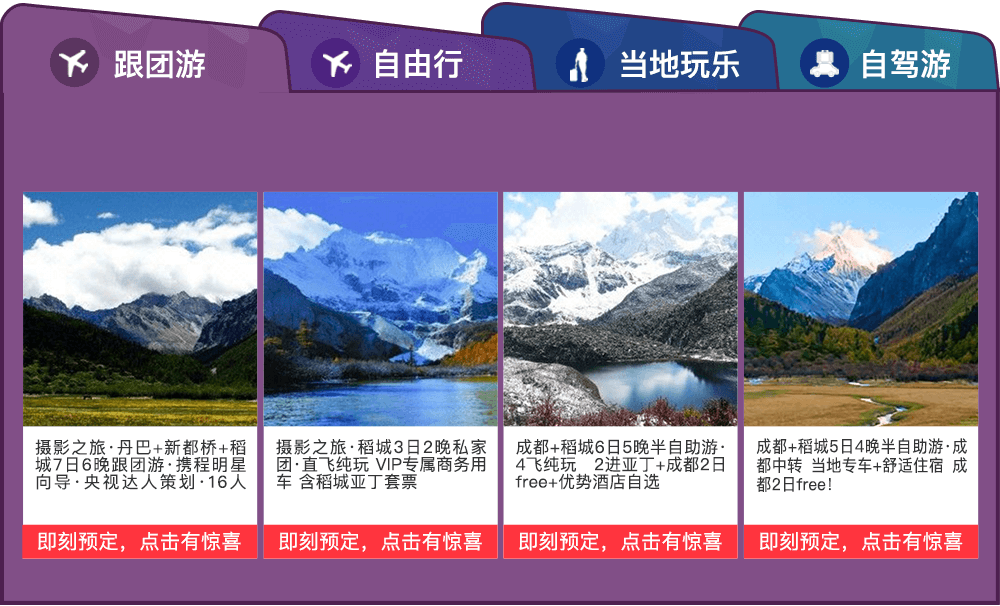 跟团游
自由行
当地玩乐
自驾游
摄影之旅·丹巴+新都桥+稻
城7日6晚跟团游·携程明星
向导·央视达人策划·16人
即刻预定，点击有惊喜
摄影之旅·稻城3日2晚私家
团·直飞纯玩 VIP专属商务用
车 含稻城亚丁套票
即刻预定，点击有惊喜
成都+稻城6日5晚半自助游·
4飞纯玩　2进亚丁+成都2日
free+优势酒店自选
即刻预定，点击有惊喜
成都+稻城5日4晚半自助游·成
都中转 当地专车+舒适住宿 成
都2日free！
即刻预定，点击有惊喜